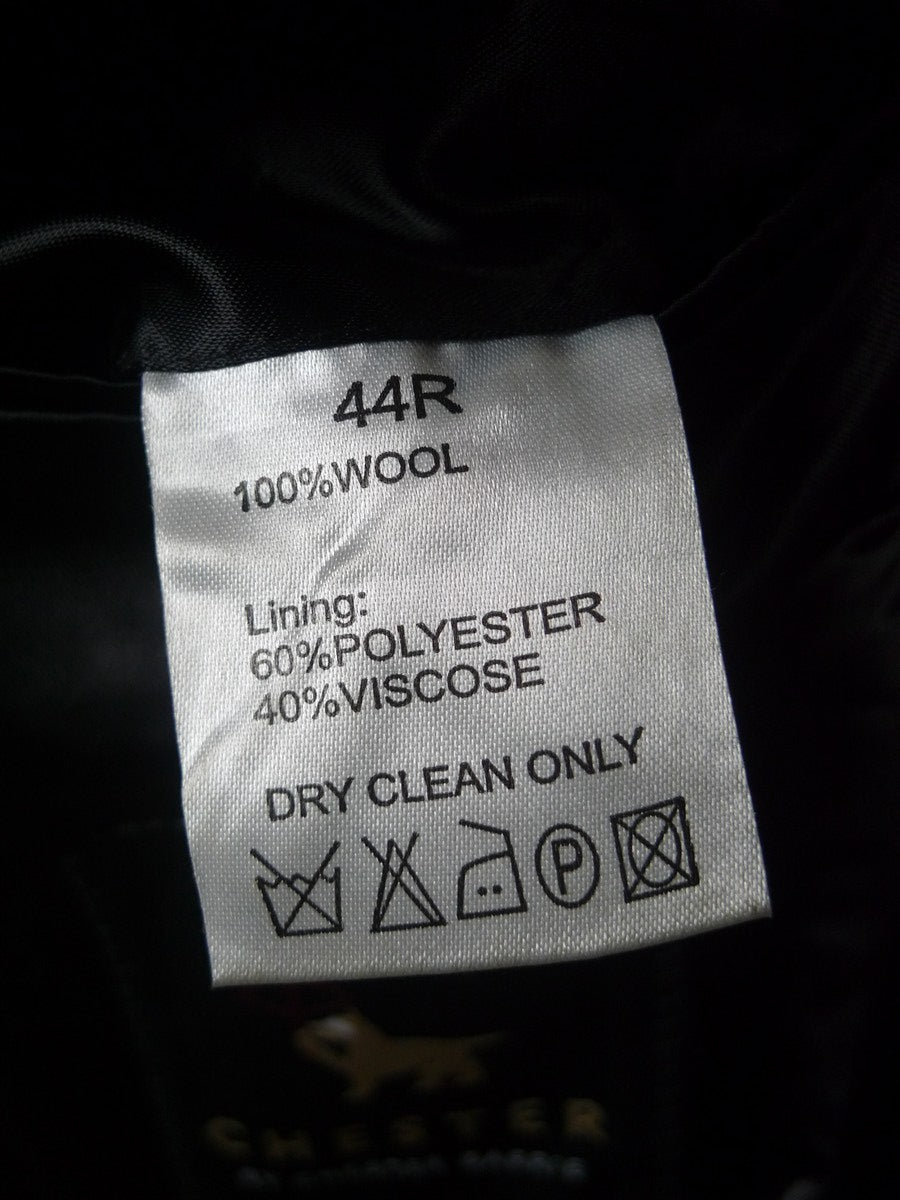 44R
100%WOOL
Lining:
60%POLYESTER
40%VISCOSE
DRY CLEAN ONLY
P
CHESTER